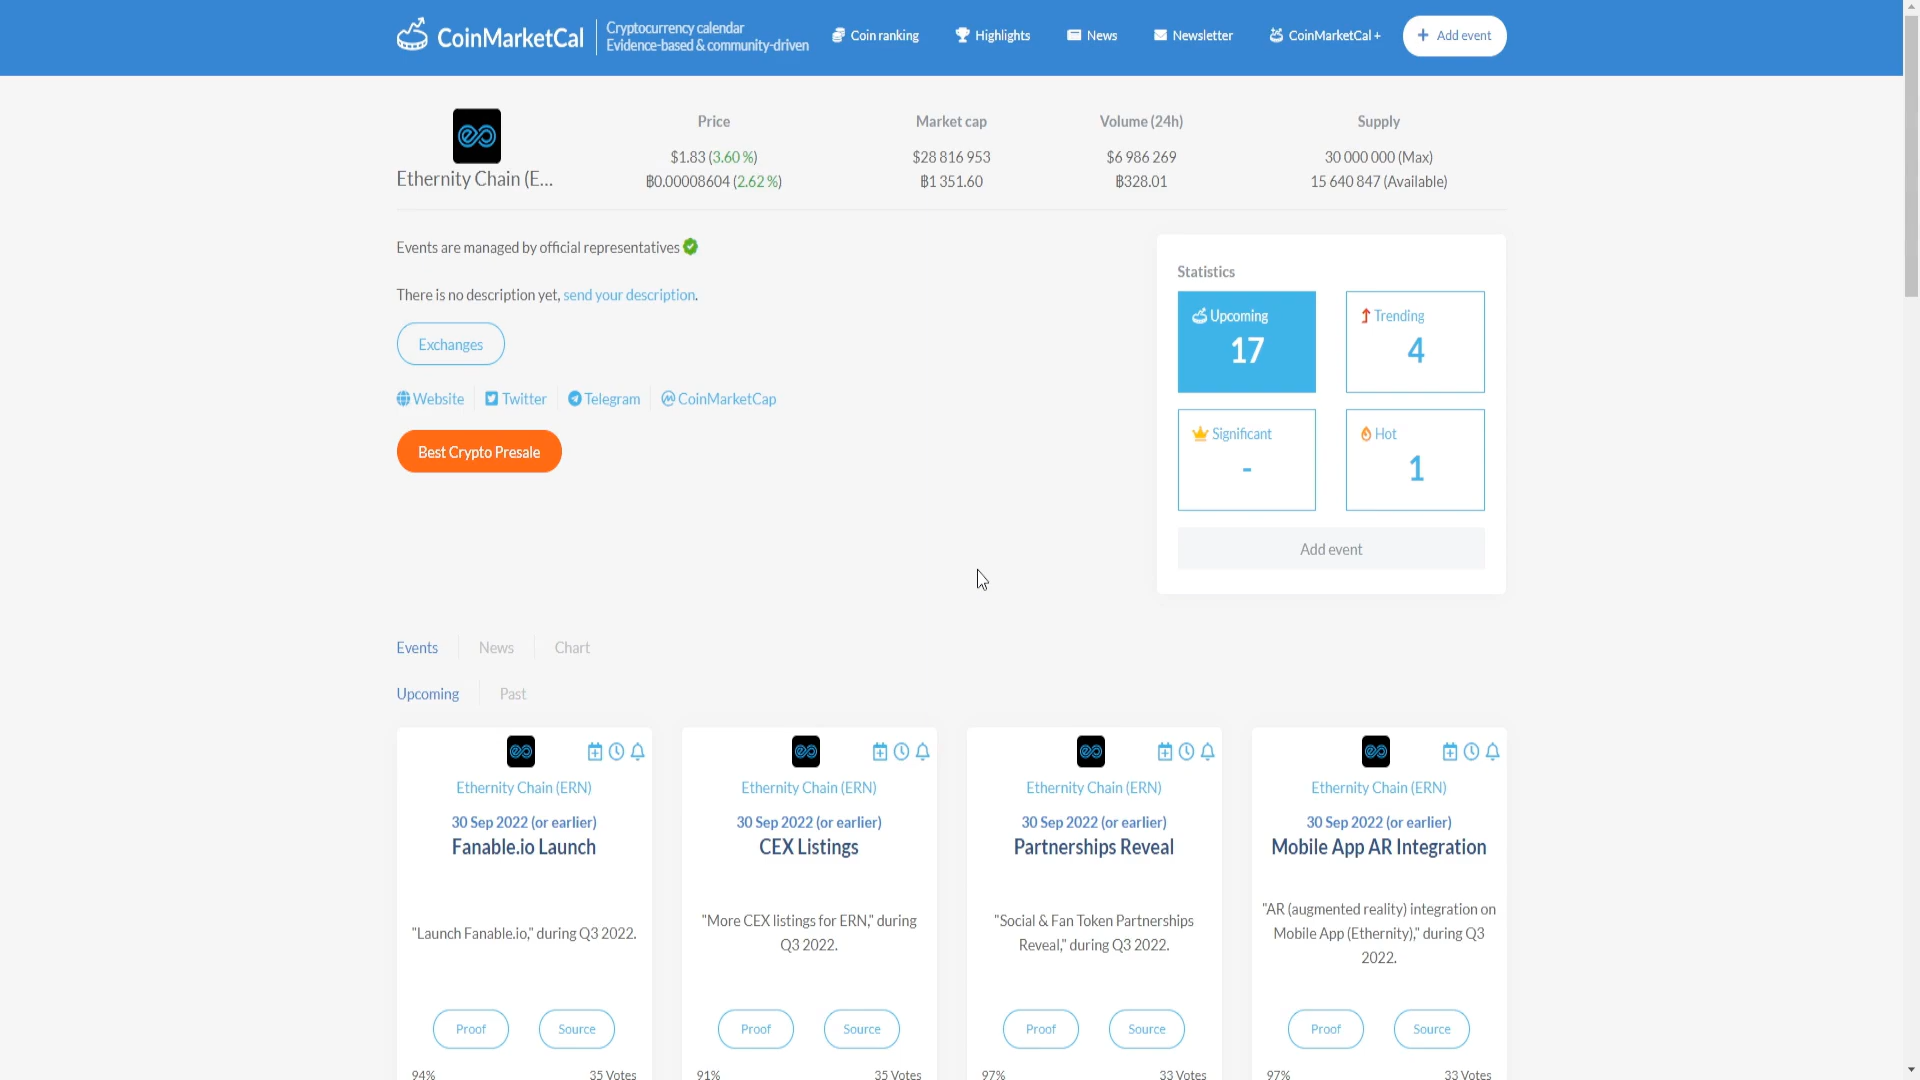 CoinMarketCal
Cryptocurrency calendar
Evidence-based & community-driven
Coin ranking
Highlights
News
Newsletter
CoinMarketCal +
+ Add event
Ethernity Chain (E...
Price
$1.83 (3.60 %)
฿0.00008604 (2.62 %)
Market cap
$28 816 953
฿1 351.60
Volume (24h)
$6 986 269
฿328.01
Supply
30 000 000 (Max)
15 640 847 (Available)
Events are managed by official representatives
There is no description yet, send your description.
Exchanges
Website
Twitter
Telegram
CoinMarketCap
Best Crypto Presale
Statistics
Upcoming
17
Trending
4
Significant
-
Hot
1
Add event
Events
News
Chart
Upcoming
Past
Ethernity Chain (ERN)
30 Sep 2022 (or earlier)
Fanable.io Launch
"Launch Fanable.io," during Q3 2022.
Proof
Source
94%
35 Votes
Ethernity Chain (ERN)
30 Sep 2022 (or earlier)
CEX Listings
"More CEX listings for ERN," during
Q3 2022.
Proof
Source
91%
35 Votes
Ethernity Chain (ERN)
30 Sep 2022 (or earlier)
Partnerships Reveal
"Social & Fan Token Partnerships
Reveal," during Q3 2022.
Proof
Source
97%
33 Votes
Ethernity Chain (ERN)
30 Sep 2022 (or earlier)
Mobile App AR Integration
"AR (augmented reality) integration on
Mobile App (Ethernity)," during Q3
2022.
Proof
Source
97%
33 Votes